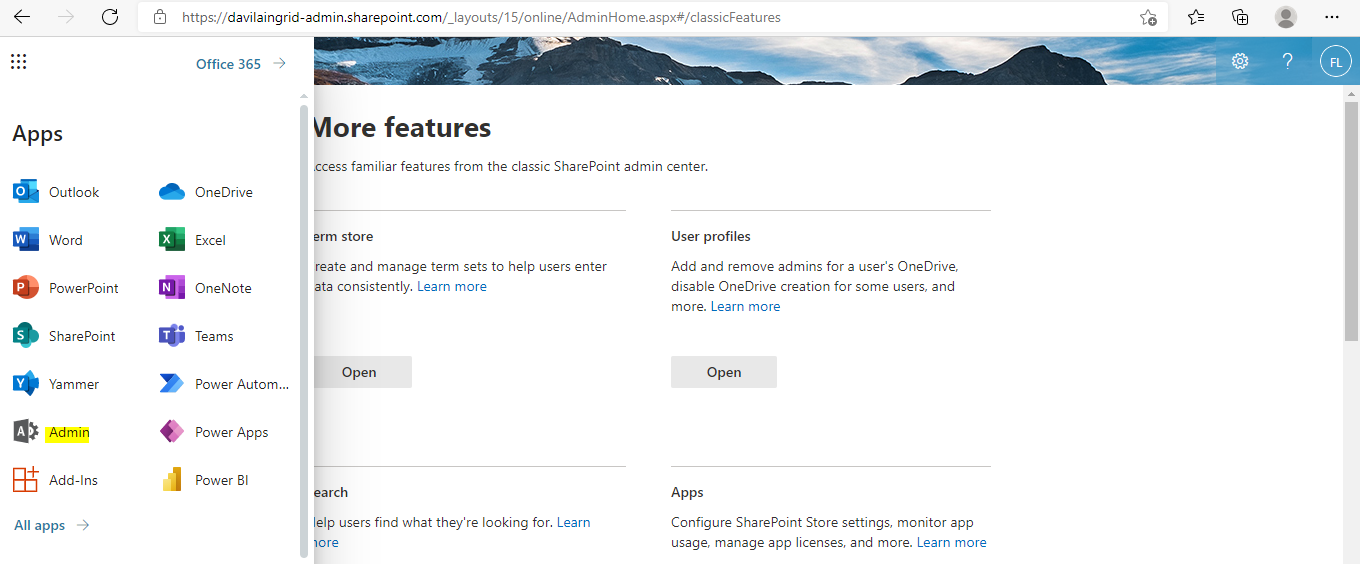 https://davilaingrid-admin.sharepoint.com/_layouts/15/online/AdminHome.aspx#/classicFeatures
Office 365
FL
Apps
Outlook
OneDrive
Word
Excel
PowerPoint
OneNote
SharePoint
Teams
Yammer
Power Autom...
Admin
Power Apps
Add-Ins
Power BI
All apps
More features
ccess familiar features from the classic SharePoint admin center.
erm store
reate and manage term sets to help users enter
ata consistently. Learn more
Open
User profiles
Add and remove admins for a user's OneDrive,
disable OneDrive creation for some users, and
more. Learn more
Open
earch
elp users find what they're looking for. Learn
more
Apps
Configure SharePoint Store settings, monitor app
usage, manage app licenses, and more. Learn more